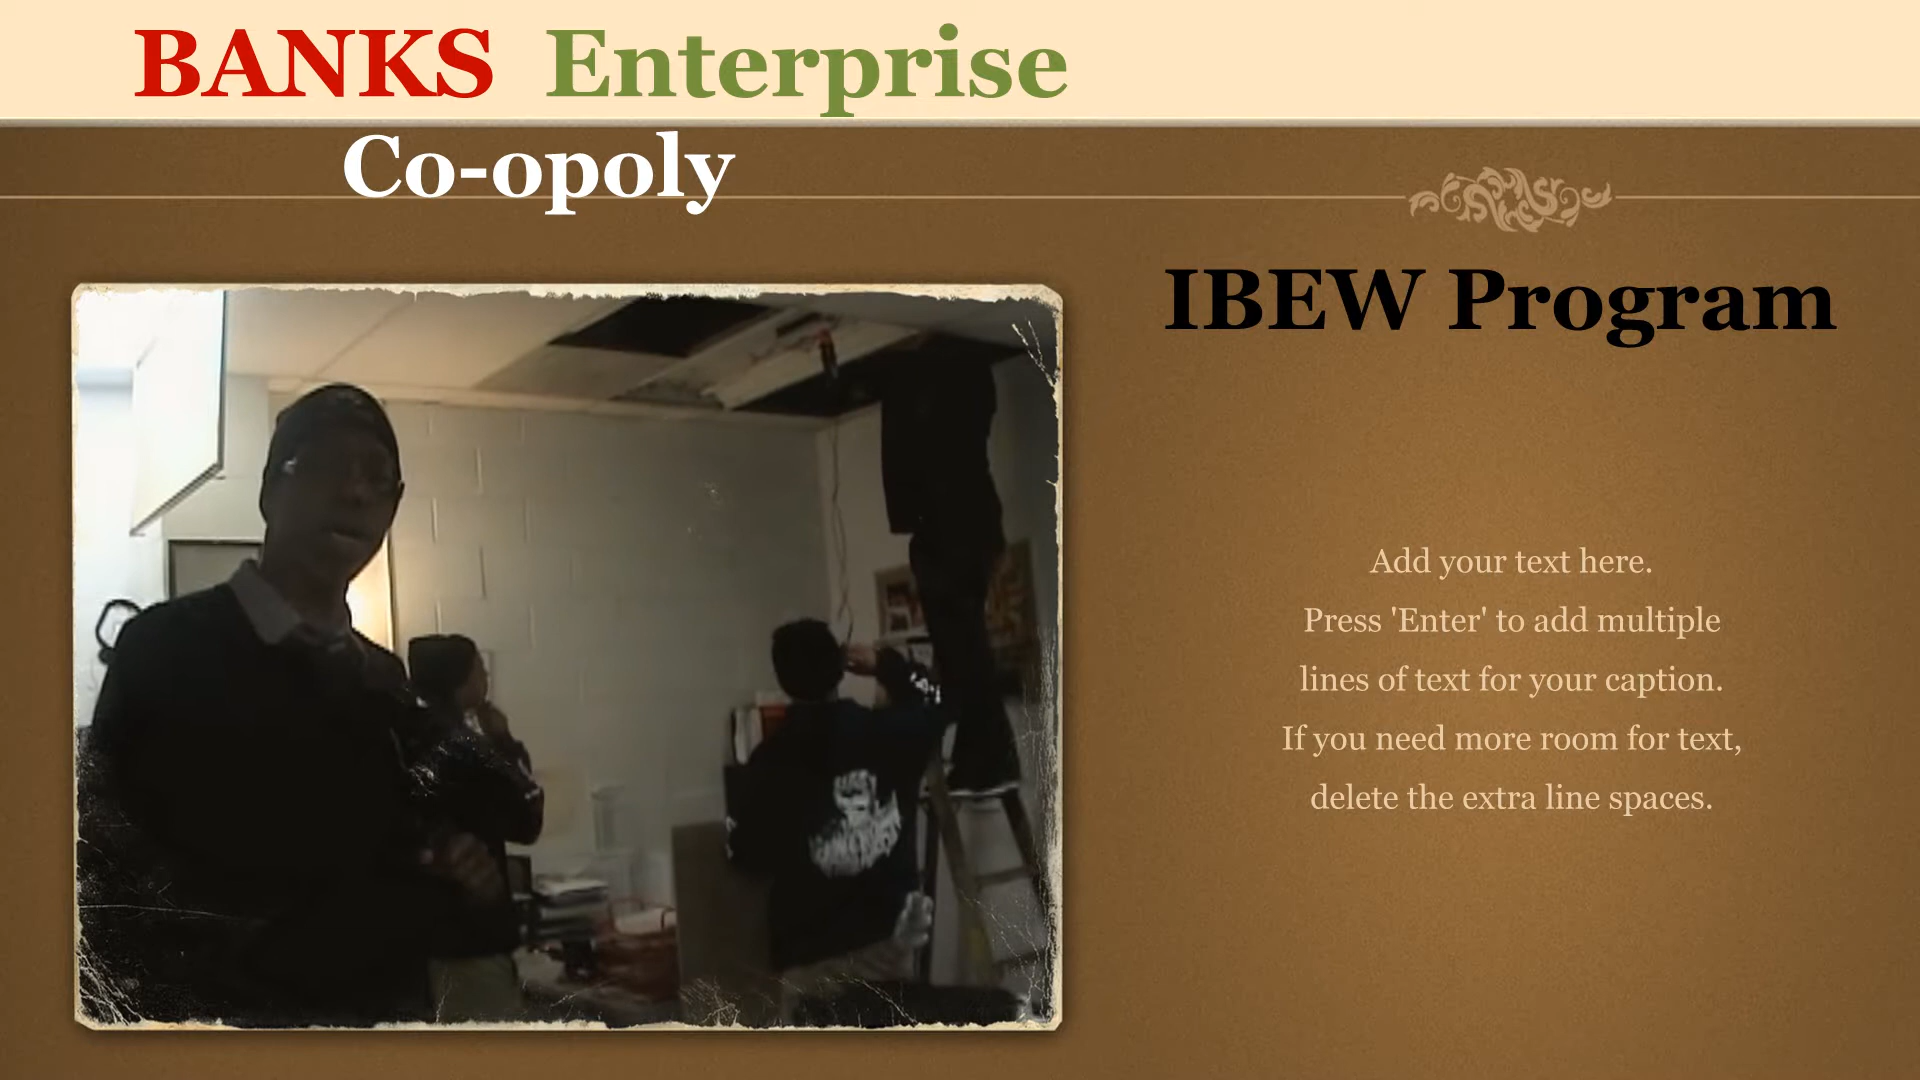 BANKS Enterprise
Co-opoly
IBEW Program
Add your text here.
Press 'Enter' to add multiple
lines of text for your caption.
If you need more room for text,
delete the extra line spaces.